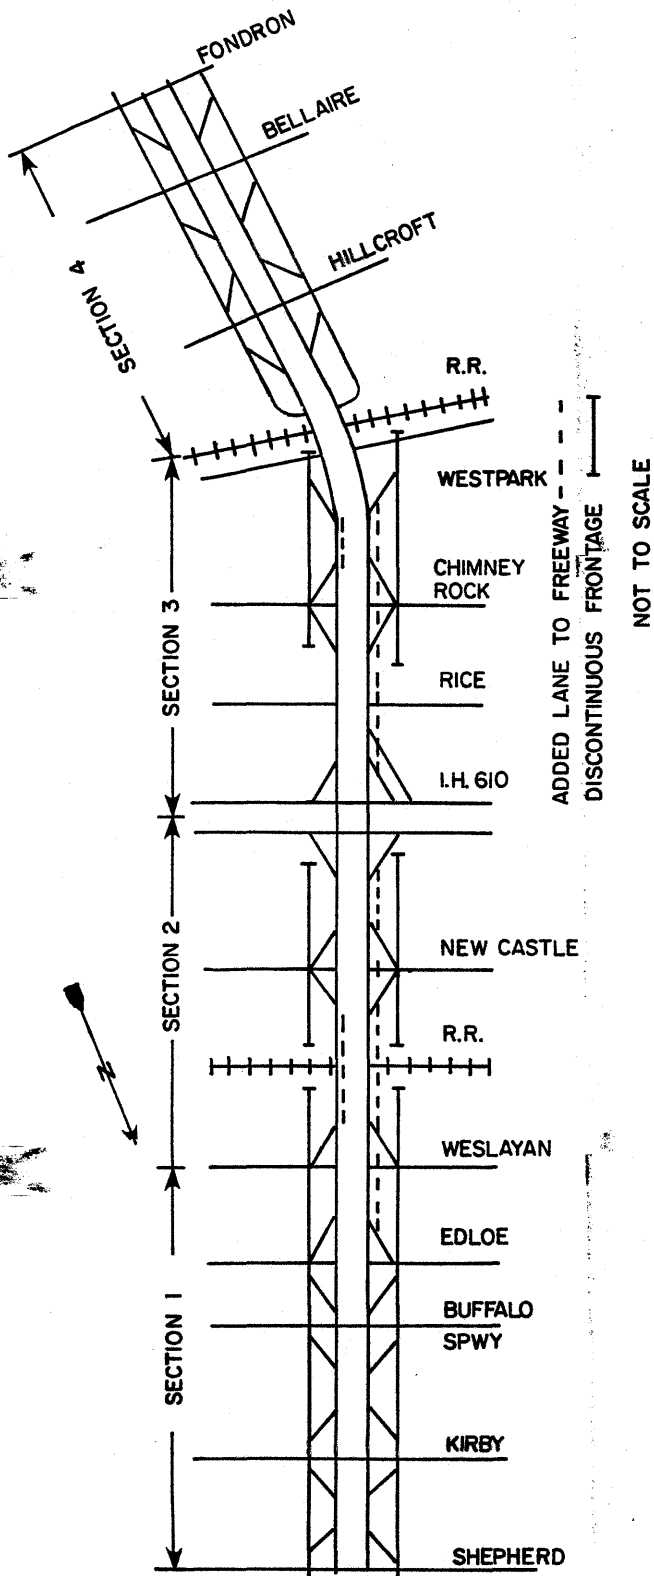 FONDRON
BELLAIRE
HILLCROFT
SECTION 4
R.R.
WESTPARK
CHIMNEY
ROCK
SECTION 3
RICE
I.H. 610
ADDED LANE TO FREEWAY
DISCONTINUOUS FRONTAGE
NOT TO SCALE
NEW CASTLE
SECTION 2
R.R.
N
WESLAYAN
EDLOE
BUFFALO
SPWY
SECTION 1
KIRBY
SHEPHERD